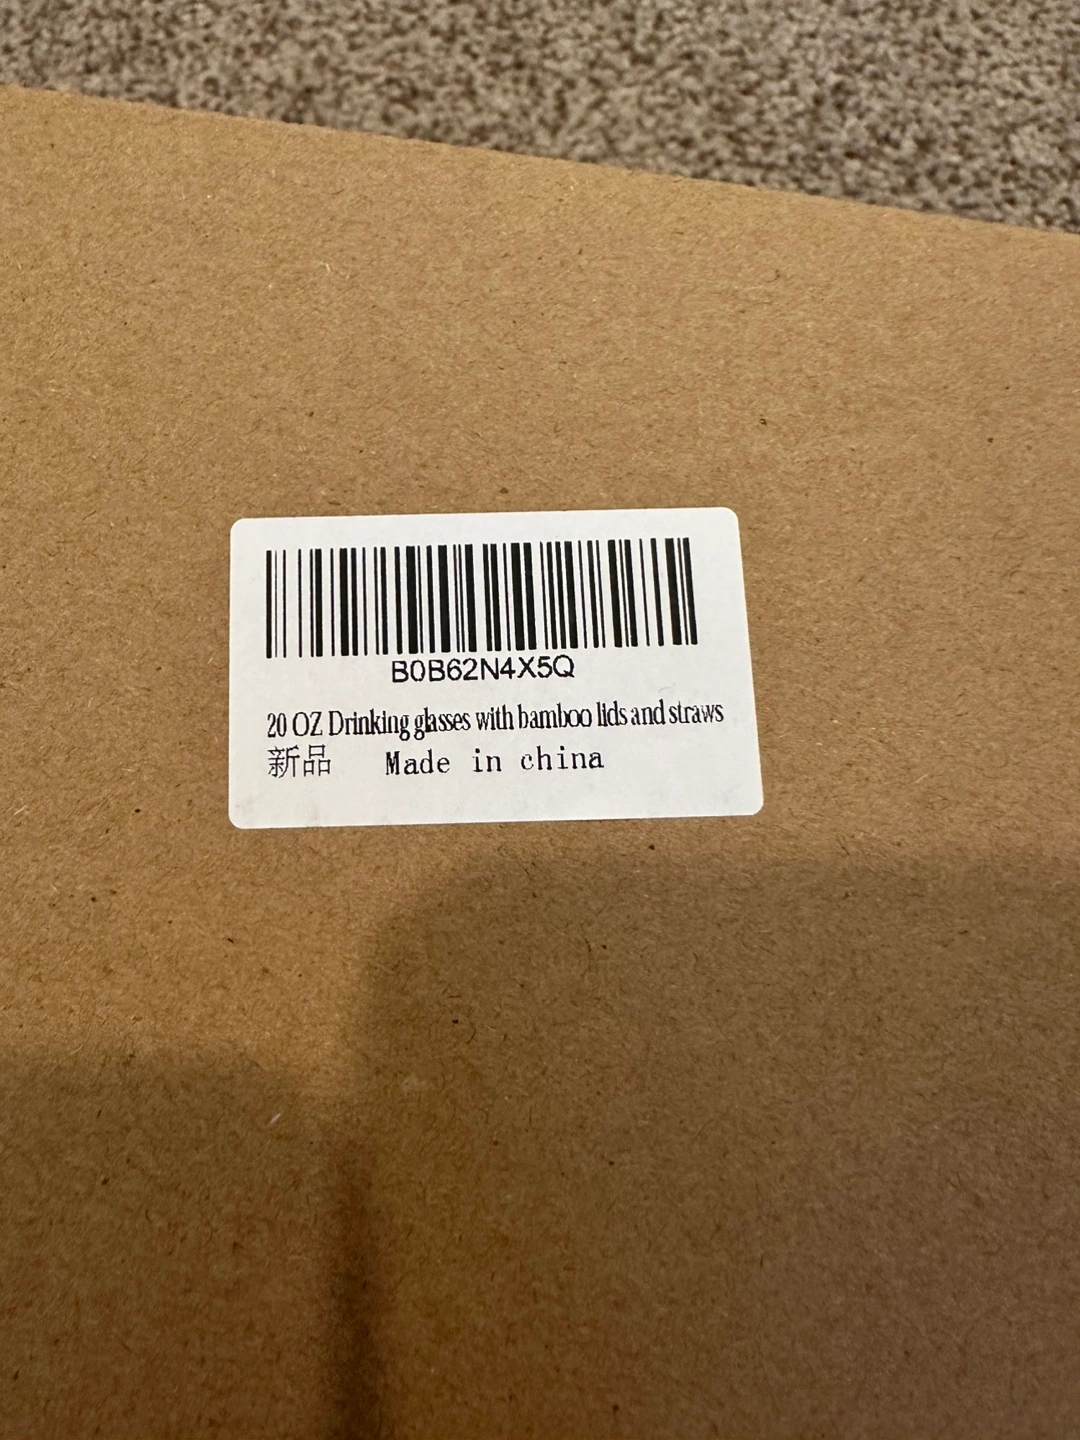 B0B62N4X5Q
20 OZ Drinking glasses with bamboo lids and straws
新品 Made in china